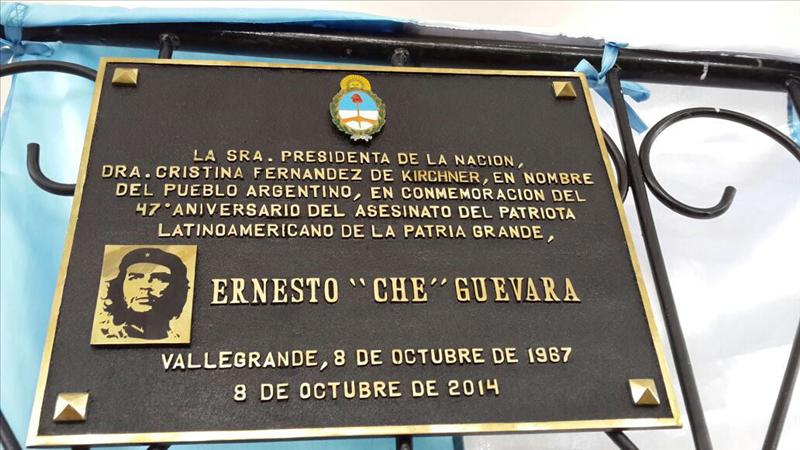 LA SRA. PRESIDENTA DE LA NACION,
DRA. CRISTINA FERNANDEZ DE KIRCHNER, EN NOMBRE
DEL PUEBLO ARGENTINO, EN CONMEMORACION DEL
47° ANIVERSARIO DEL ASESINATO DEL PATRIOTA
LATINOAMERICANO DE LA PATRIA GRANDE,
ERNESTO "CHE" GUEVARA
VALLEGRANDE, 8 DE OCTUBRE DE 1967
8 DE OCTUBRE DE 2014